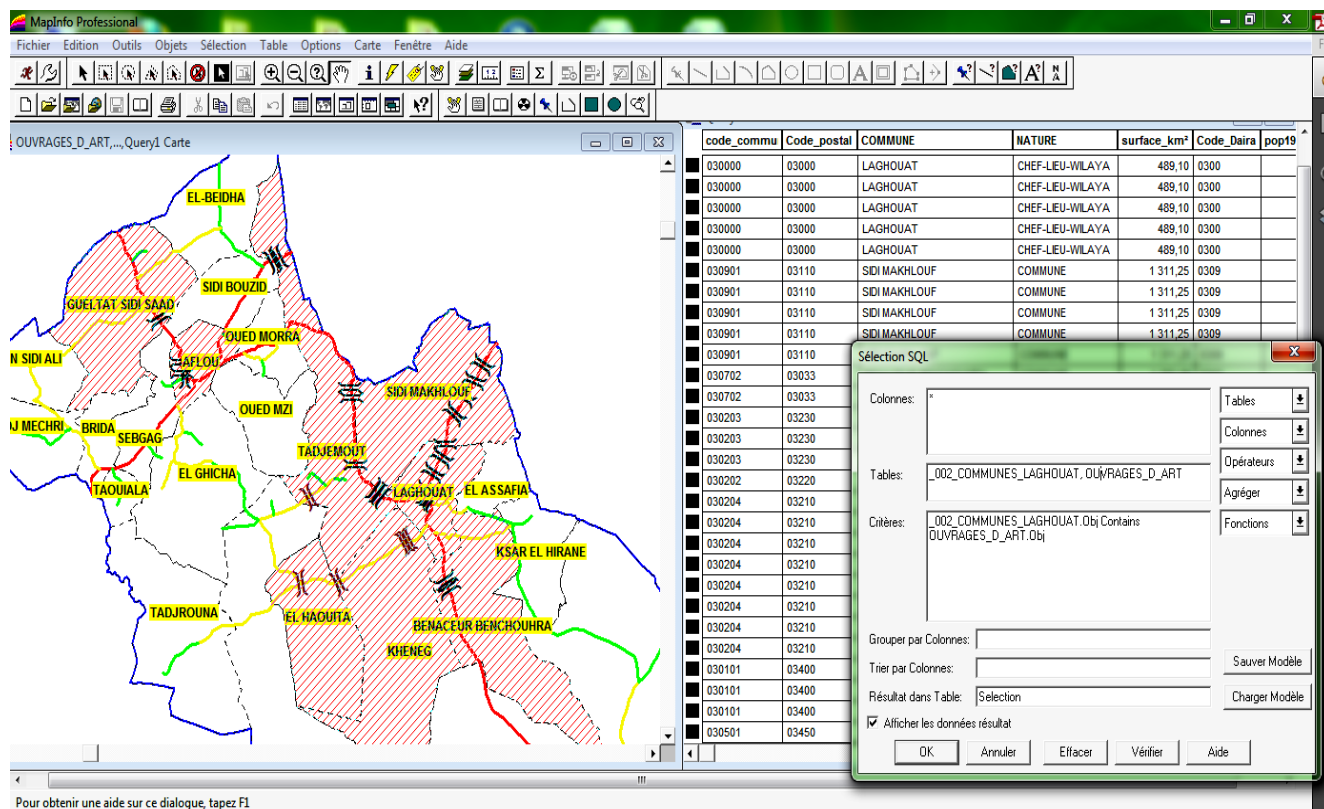 MapInfo Professional
Fichier Edition Outils Objets Sélection Table Options Carte Fenêtre Aide
OUVRAGES_D_ART,...,Query1 Carte
EL-BEIDHA
SIDI BOUZID
GUELTAT SIDI SAAD
OUED MORRA
N SIDI ALI
AFLOU
SIDI MAKHLOUF
OUED MZI
J MECHRI
BRIDA
SEBGAG
TADJEMOUT
EL GHICHA
TAOUIALA
LAGHOUAT
EL ASSAFIA
KSAR EL HIRANE
TADJROUNA
EL HAOUITA
BENACEUR BENCHOUHRA
KHENEG
code_commu Code_postal COMMUNE NATURE surface_km² Code_Daira pop19
030000 03000 LAGHOUAT CHEF-LIEU-WILAYA 489,10 0300
030000 03000 LAGHOUAT CHEF-LIEU-WILAYA 489,10 0300
030000 03000 LAGHOUAT CHEF-LIEU-WILAYA 489,10 0300
030000 03000 LAGHOUAT CHEF-LIEU-WILAYA 489,10 0300
030000 03000 LAGHOUAT CHEF-LIEU-WILAYA 489,10 0300
030901 03110 SIDI MAKHLOUF COMMUNE 1 311,25 0309
030901 03110 SIDI MAKHLOUF COMMUNE 1 311,25 0309
030901 03110 SIDI MAKHLOUF COMMUNE 1 311,25 0309
030901 03110 SIDI MAKHLOUF COMMUNE 1 311,25 0309
030901 03110
030702 03033
030702 03033
030203 03230
030203 03230
030203 03230
030202 03220
030204 03210
030204 03210
030204 03210
030204 03210
030204 03210
030204 03210
030204 03210
030204 03210
030101 03400
030101 03400
030101 03400
030501 03450
Sélection SQL
Colonnes: *
Tables
Colonnes
Opérateurs
Tables: _002_COMMUNES_LAGHOUAT, OUVRAGES_D_ART
Agréger
Critères: _002_COMMUNES_LAGHOUAT.Obj Contains
OUVRAGES_D_ART.Obj
Fonctions
Grouper par Colonnes:
Trier par Colonnes:
Sauver Modèle
Résultat dans Table: Selection
Charger Modèle
Afficher les données résultat
OK Annuler Effacer Vérifier Aide
Pour obtenir une aide sur ce dialogue, tapez F1